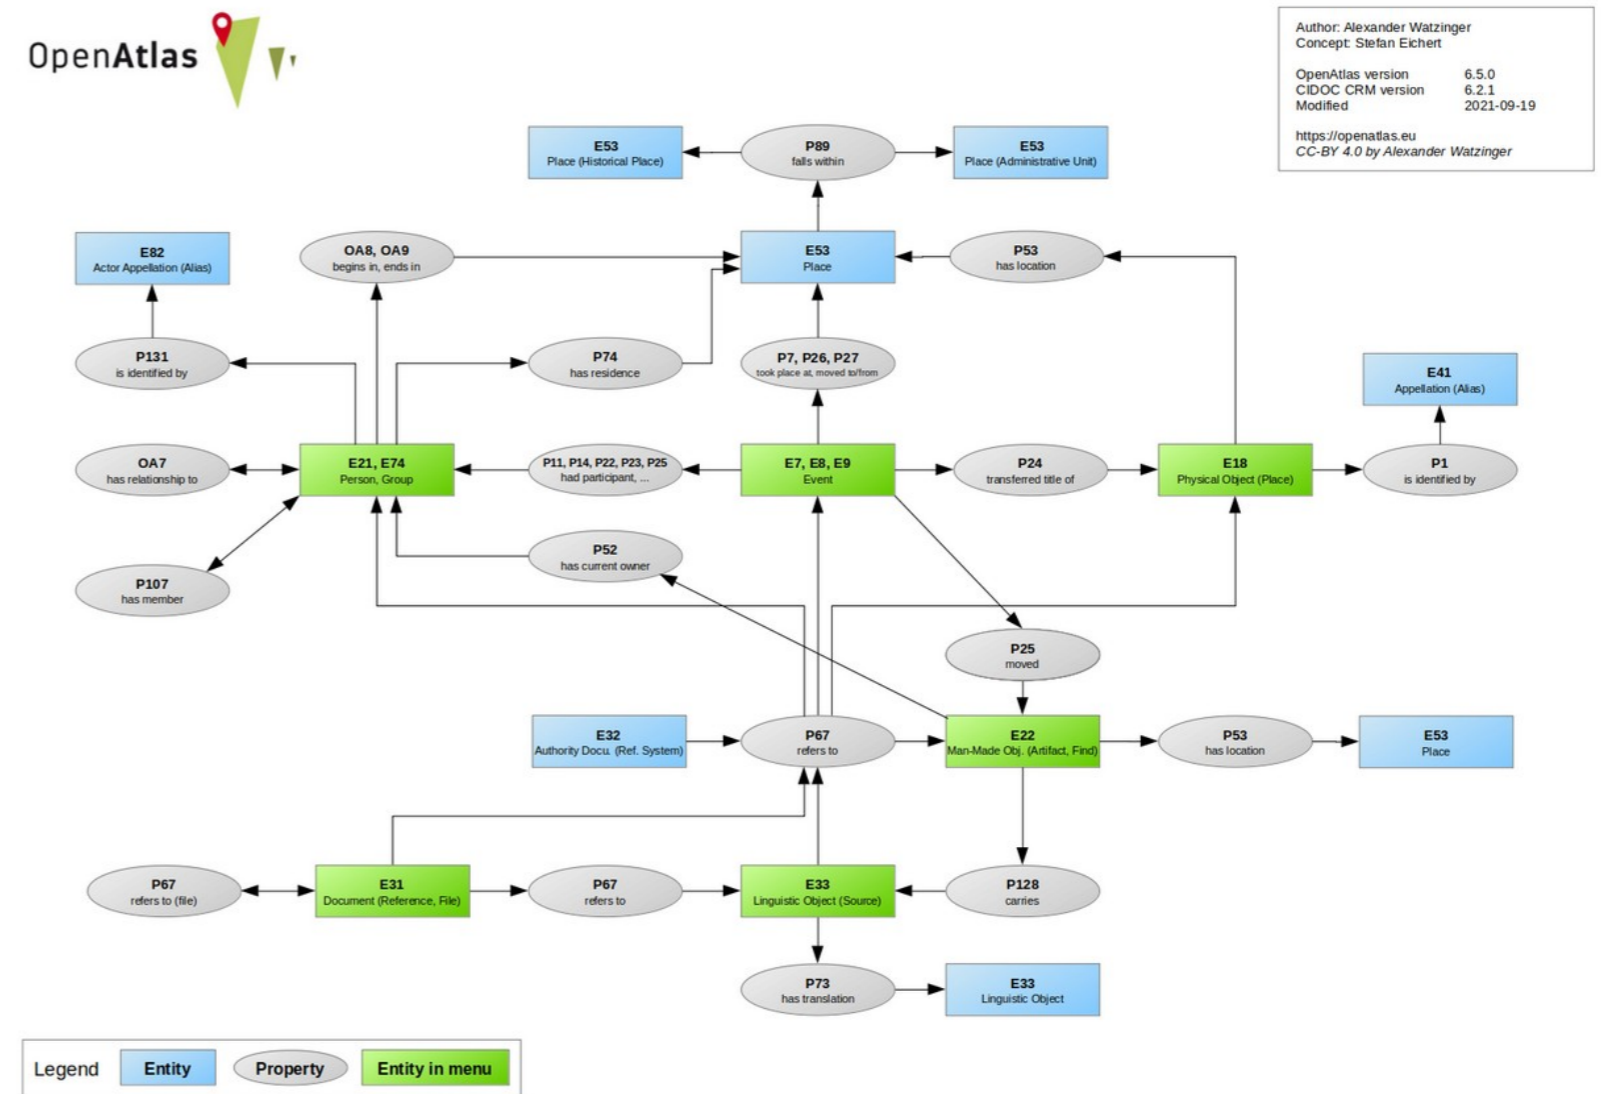 OpenAtlas
Author: Alexander Watzinger
Concept: Stefan Eichert
OpenAtlas version 6.5.0
CIDOC CRM version 6.2.1
Modified 2021-09-19
https://openatlas.eu
CC-BY 4.0 by Alexander Watzinger
E53
Place (Historical Place)
P89
falls within
E53
Place (Administrative Unit)
E82
Actor Appellation (Alias)
OA8, OA9
begins in, ends in
E53
Place
P53
has location
P131
is identified by
P74
has residence
P7, P26, P27
took place at, moved to/from
E41
Appellation (Alias)
OA7
has relationship to
E21, E74
Person, Group
P11, P14, P22, P23, P25
had participant, ...
E7, E8, E9
Event
P24
transferred title of
E18
Physical Object (Place)
P1
is identified by
P52
has current owner
P107
has member
P25
moved
E32
Authority Docu. (Ref. System)
P67
refers to
E22
Man-Made Obj. (Artifact, Find)
P53
has location
E53
Place
P67
refers to (file)
E31
Document (Reference, File)
P67
refers to
E33
Linguistic Object (Source)
P128
carries
P73
has translation
E33
Linguistic Object
Legend
Entity
Property
Entity in menu